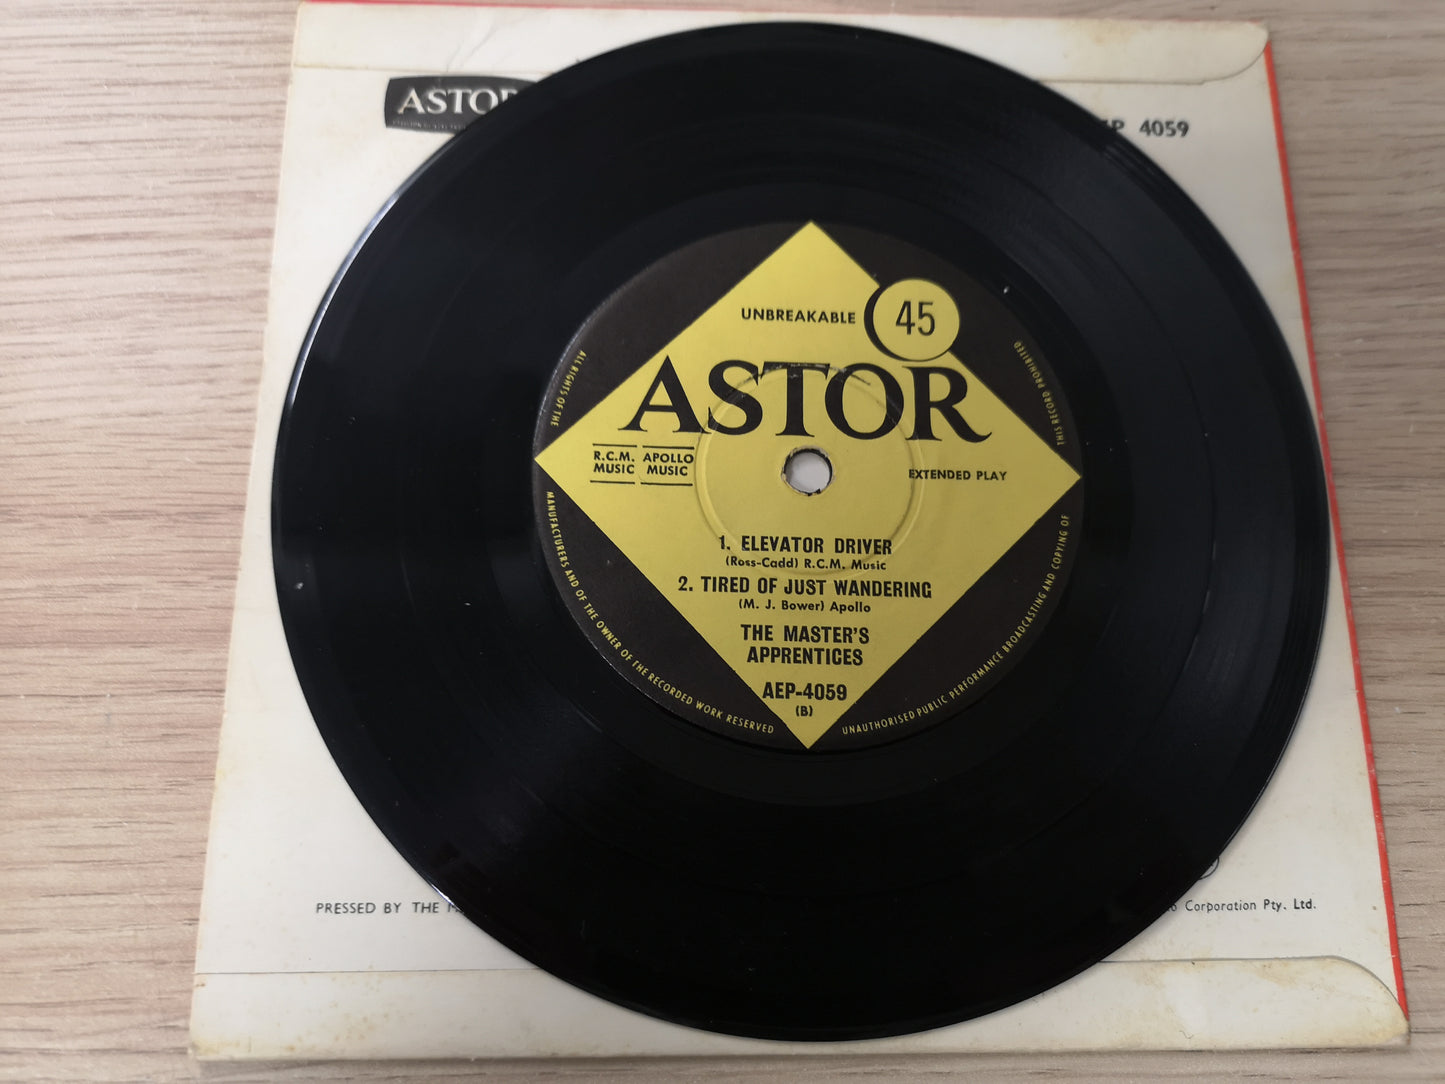 ASTOR
4059
UNBREAKABLE
45
ASTOR
R.C.M. APOLLO
MUSIC MUSIC
EXTENDED PLAY
1. ELEVATOR DRIVER
(Ross-Cadd) R.C.M. Music
2. TIRED OF JUST WANDERING
(M. J. Bower) Apollo
THE MASTER'S
APPRENTICES
AEP-4059
(B)
ALL RIGHTS OF THE
MANUFACTURERS AND OF THE OWNER OF THE RECORDED WORK RESERVED
UNAUTHORISED PUBLIC PERFORMANCE BROADCASTING AND COPYING OF
THIS RECORD PROHIBITED
PRESSED BY THE
Corporation Pty. Ltd.